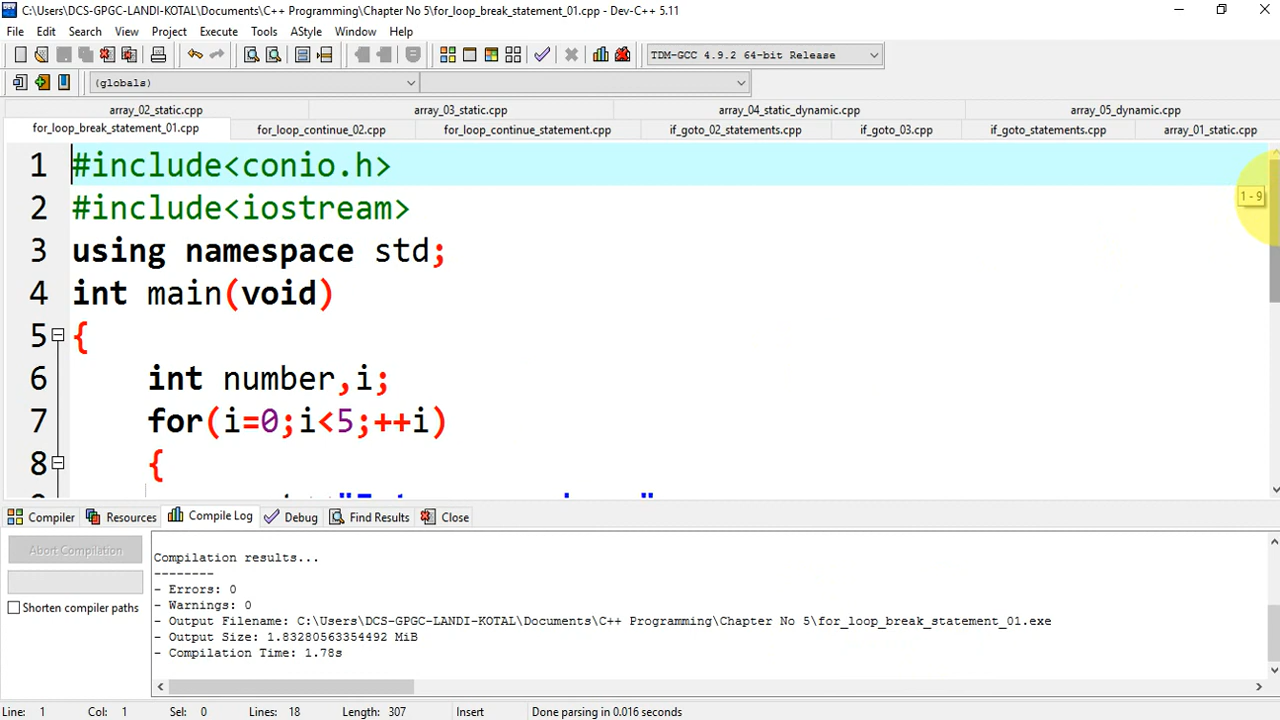 C:\Users\DCS-GPGC-LANDI-KOTAL\Documents\C++ Programming\Chapter No 5\for_loop_break_statement_01.cpp - Dev-C++ 5.11
File Edit Search View Project Execute Tools AStyle Window Help
TDM-GCC 4.9.2 64-bit Release
(globals)
array_02_static.cpp array_03_static.cpp array_04_static_dynamic.cpp array_05_dynamic.cpp
for_loop_break_statement_01.cpp for_loop_continue_02.cpp for_loop_continue_statement.cpp if_goto_02_statements.cpp if_goto_03.cpp if_goto_statements.cpp array_01_static.cpp
1 #include<conio.h>
1 - 9
2 #include<iostream>
3 using namespace std;
4 int main(void)
5 {
6 int number,i;
7 for(i=0;i<5;++i)
8 {
Compiler Resources Compile Log Debug Find Results Close
Abort Compilation
Shorten compiler paths
Compilation results...
--------
- Errors: 0
- Warnings: 0
- Output Filename: C:\Users\DCS-GPGC-LANDI-KOTAL\Documents\C++ Programming\Chapter No 5\for_loop_break_statement_01.exe
- Output Size: 1.83280563354492 MiB
- Compilation Time: 1.78s
Line: 1 Col: 1 Sel: 0 Lines: 18 Length: 307 Insert Done parsing in 0.016 seconds